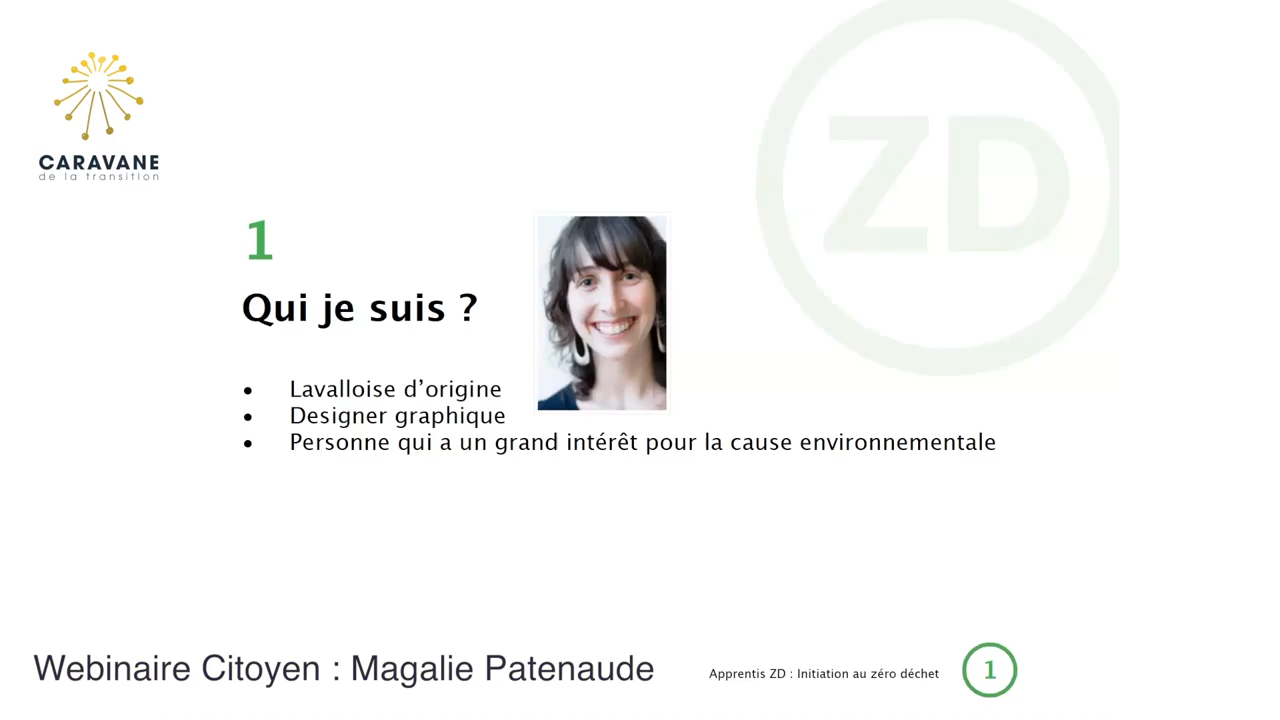 CARAVANE
de la transition
ZD
1
Qui je suis ?
• Lavalloise d’origine
• Designer graphique
• Personne qui a un grand intérêt pour la cause environnementale
Webinaire Citoyen : Magalie Patenaude
Apprentis ZD : Initiation au zéro déchet
1